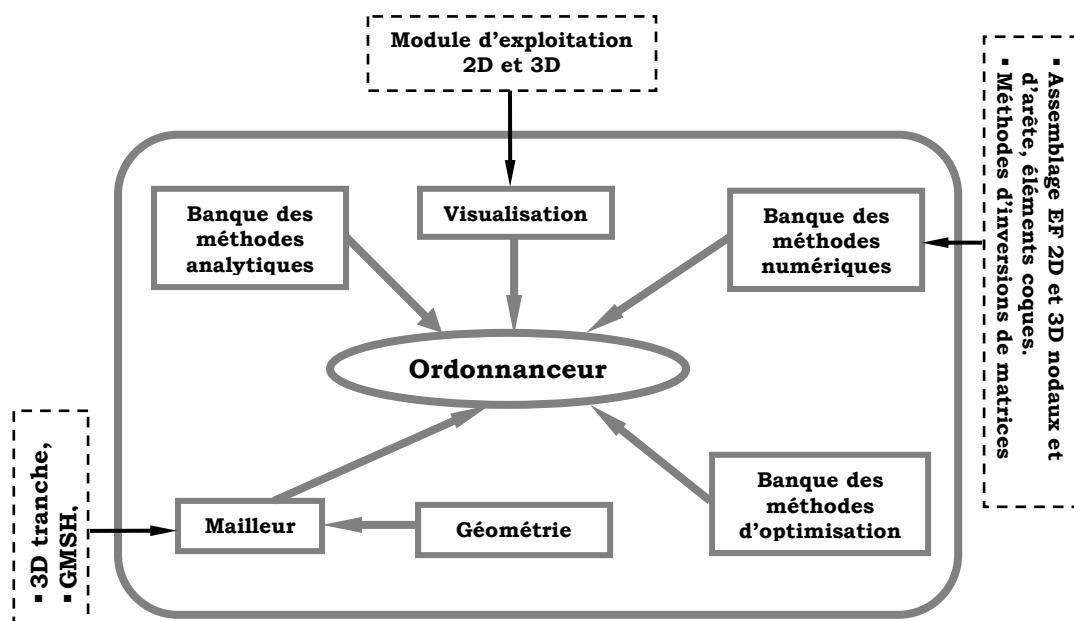 Module d'exploitation
2D et 3D
▪ Assemblage EF 2D et 3D nodaux et
d'arête, éléments coques.
▪ Méthodes d'inversions de matrices
Banque des
méthodes
analytiques
Visualisation
Banque des
méthodes
numériques
Ordonnanceur
▪ 3D tranche,
▪ GMSH,
Mailleur
Géométrie
Banque des
méthodes
d'optimisation